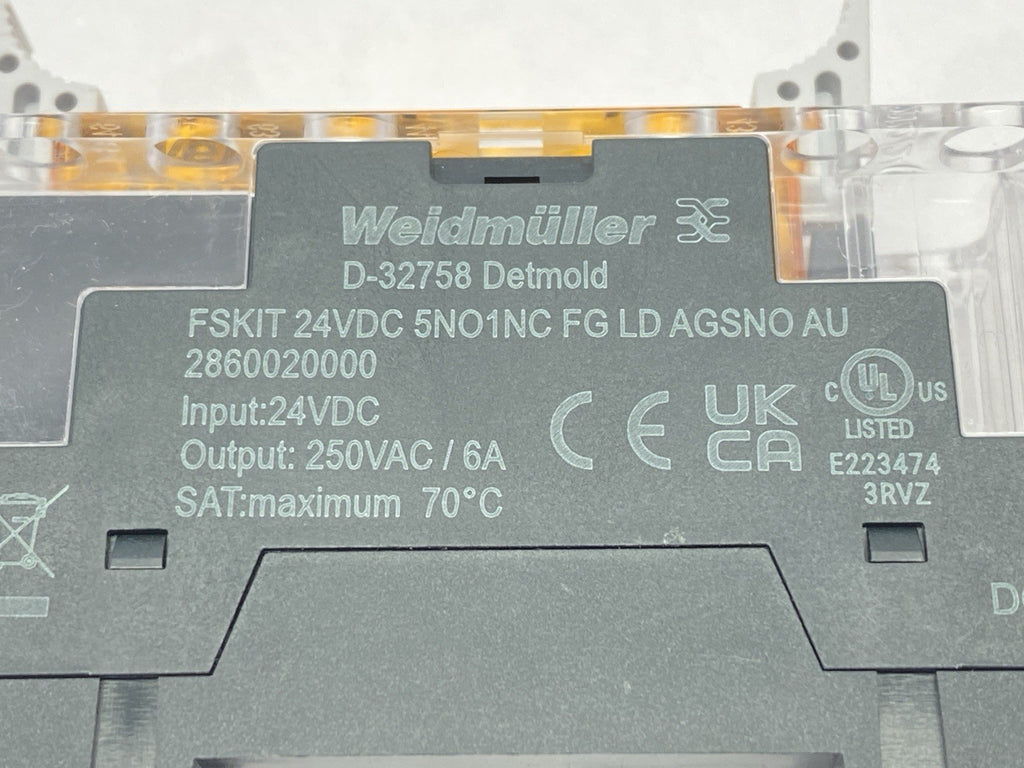 Weidmüller
D-32758 Detmold
FSKIT 24VDC 5NO1NC FG LD AGSNO AU
2860020000
Input:24VDC
Output: 250VAC / 6A
SAT:maximum 70°C
CE
UK
CA
C UL US
LISTED
E223474
3RVZ